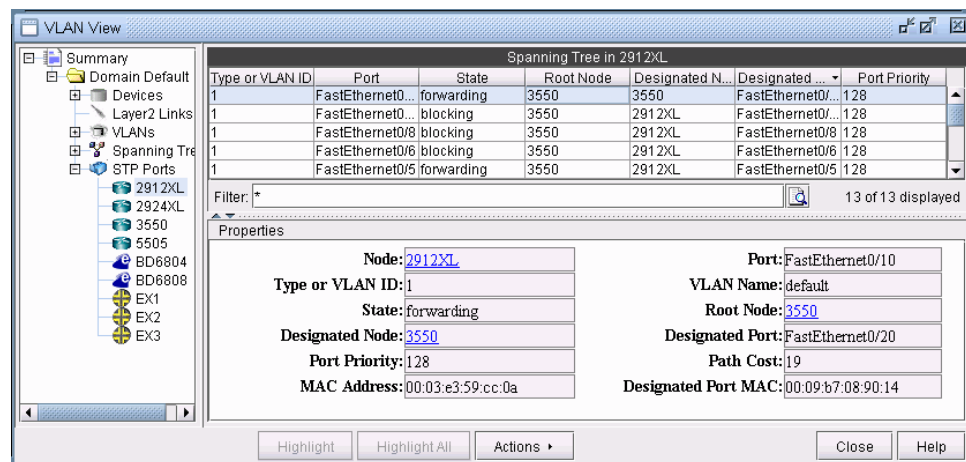 VLAN View
Summary
Domain Default
Devices
Layer2 Links
VLANs
Spanning Tre
STP Ports
2912XL
2924XL
3550
5505
BD6804
BD6808
EX1
EX2
EX3
Spanning Tree in 2912XL
Type or VLAN ID Port State Root Node Designated N... Designated ... Port Priority
1 FastEthernet0... forwarding 3550 3550 FastEthernet0/... 128
1 FastEthernet0... blocking 3550 2912XL FastEthernet0/... 128
1 FastEthernet0/8 blocking 3550 2912XL FastEthernet0/8 128
1 FastEthernet0/6 blocking 3550 2912XL FastEthernet0/6 128
1 FastEthernet0/5 forwarding 3550 2912XL FastEthernet0/5 128
Filter: * 13 of 13 displayed
Properties
Node: 2912XL Port: FastEthernet0/10
Type or VLAN ID: 1 VLAN Name: default
State: forwarding Root Node: 3550
Designated Node: 3550 Designated Port: FastEthernet0/20
Port Priority: 128 Path Cost: 19
MAC Address: 00:03:e3:59:cc:0a Designated Port MAC: 00:09:b7:08:90:14
Highlight Highlight All Actions Close Help